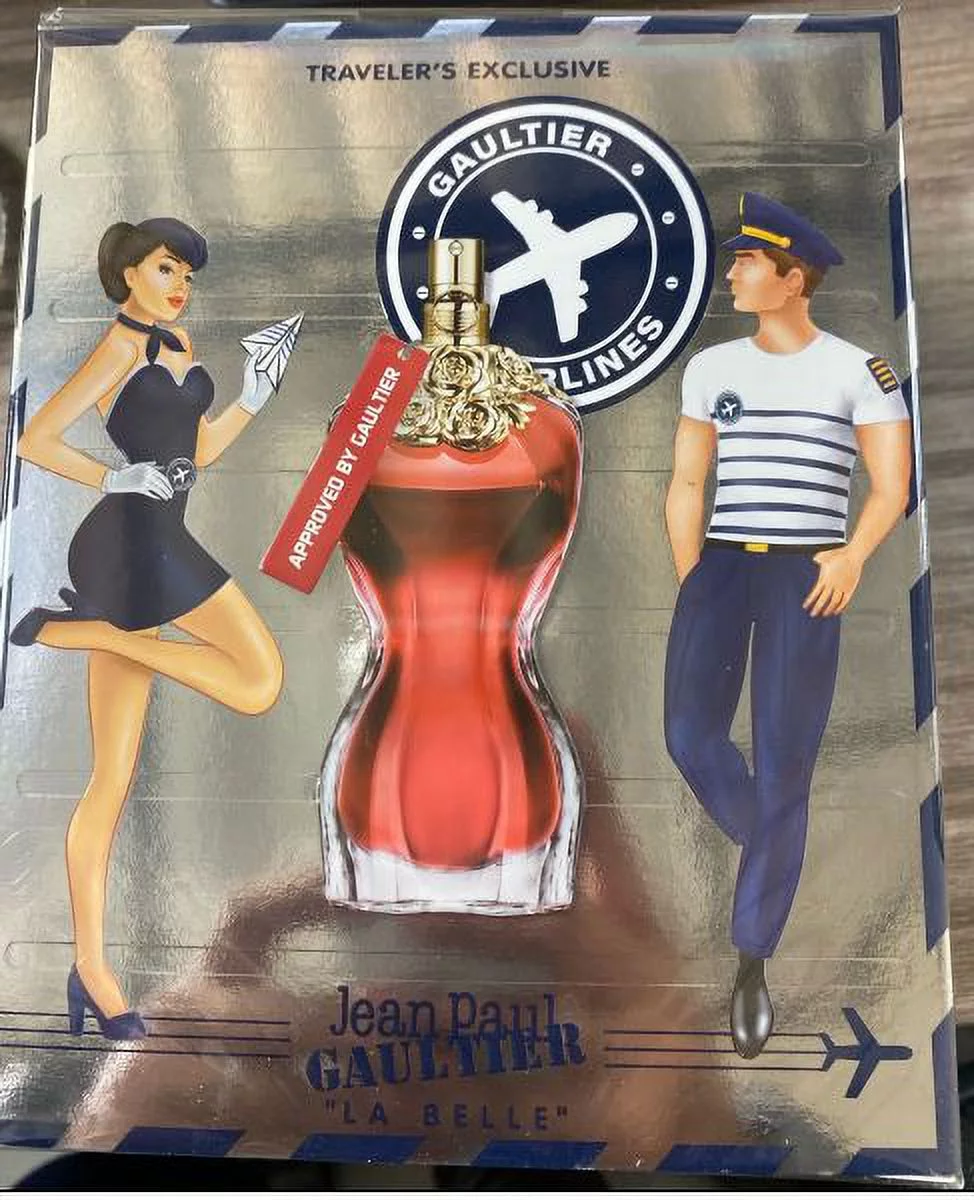 TRAVELER'S EXCLUSIVE
GAULTIER
RLINES
APPROVED BY GAULTIER
Jean Paul
GAULTIER
"LA BELLE"